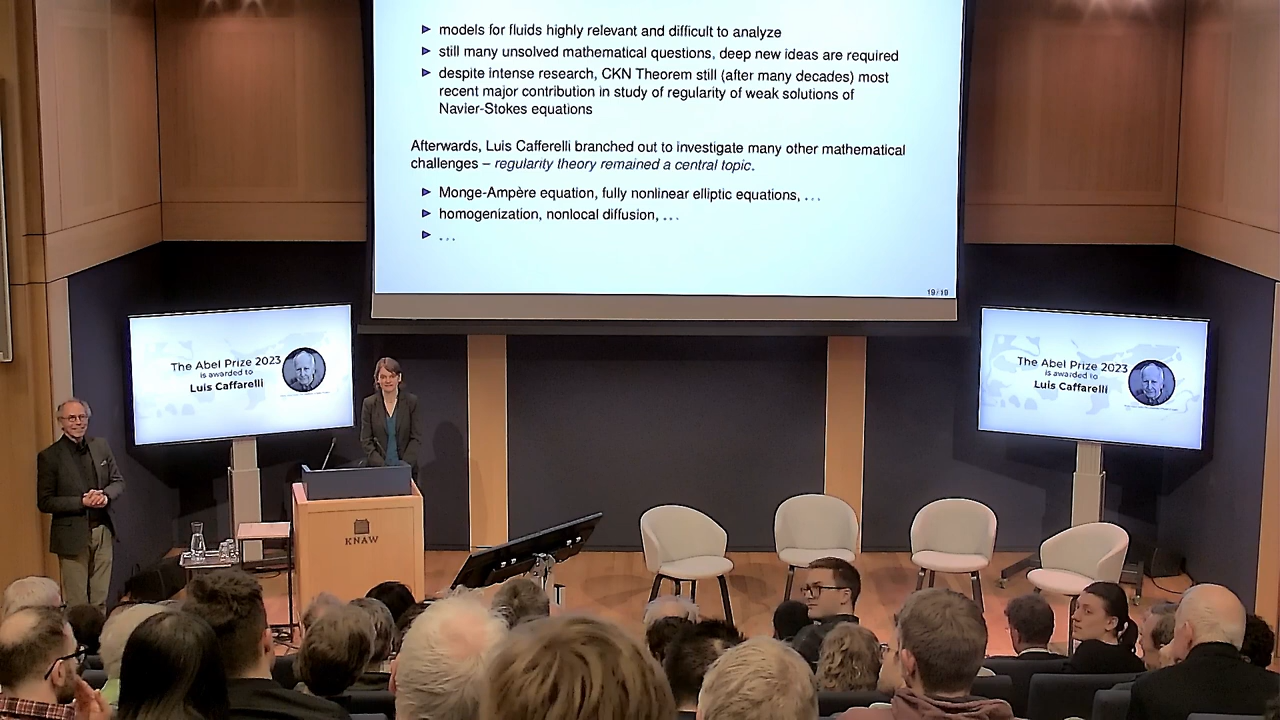 ▶ models for fluids highly relevant and difficult to analyze
▶ still many unsolved mathematical questions, deep new ideas are required
▶ despite intense research, CKN Theorem still (after many decades) most
recent major contribution in study of regularity of weak solutions of
Navier-Stokes equations
Afterwards, Luis Cafferelli branched out to investigate many other mathematical
challenges – regularity theory remained a central topic.
▶ Monge-Ampère equation, fully nonlinear elliptic equations, ...
▶ homogenization, nonlocal diffusion, ...
▶ ...
19/19
The Abel Prize 2023
is awarded to
Luis Caffarelli
The Abel Prize 2023
is awarded to
Luis Caffarelli
KNAW